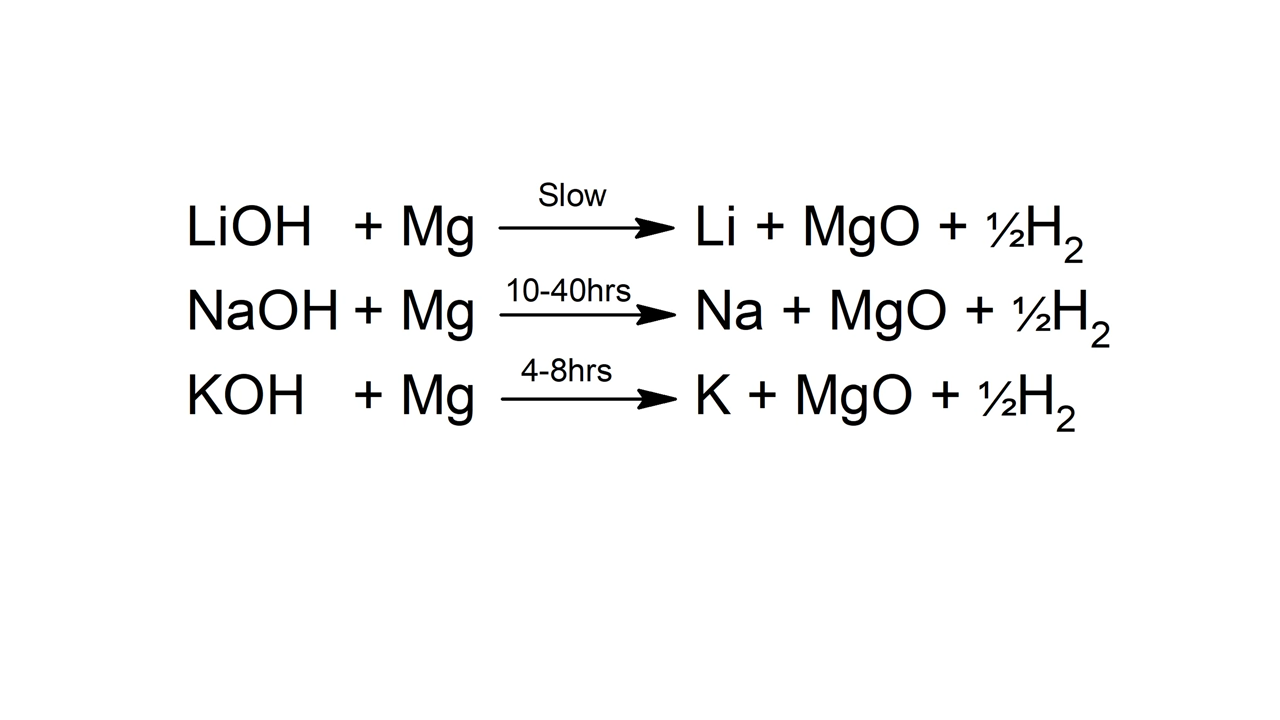 Slow
LiOH + Mg → Li + MgO + ½H₂
10-40hrs
NaOH + Mg → Na + MgO + ½H₂
4-8hrs
KOH + Mg → K + MgO + ½H₂